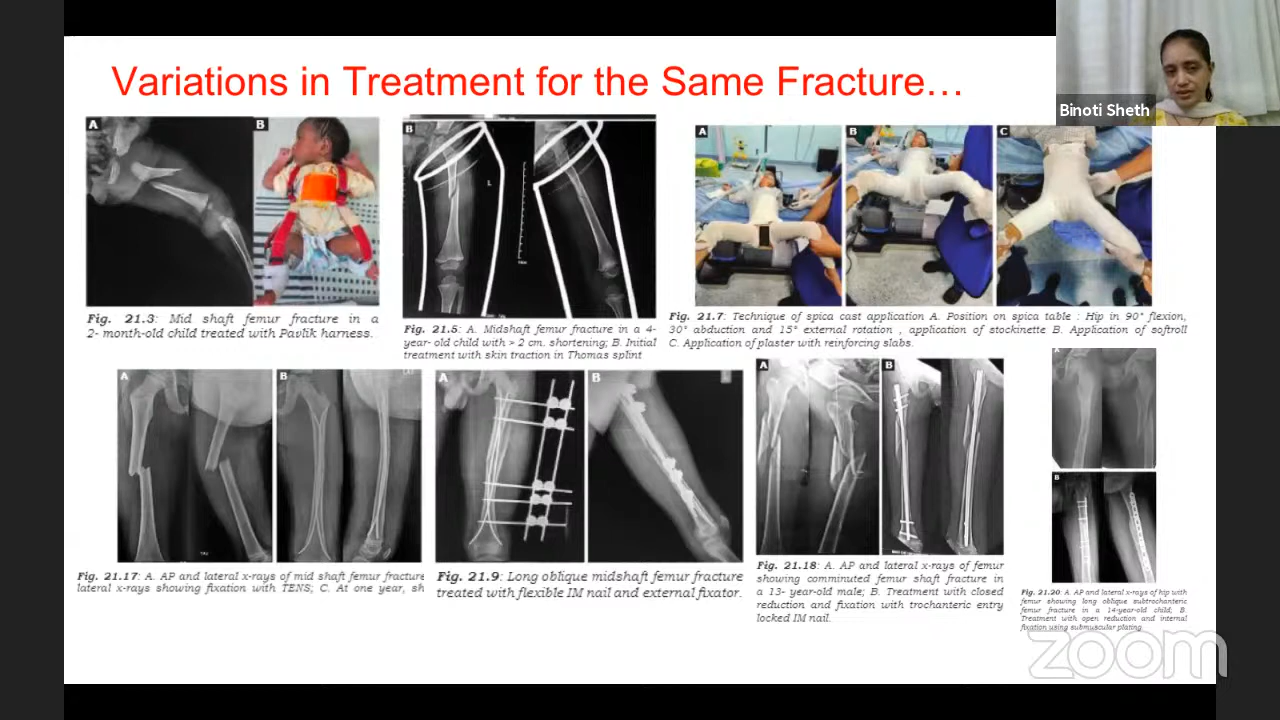 Variations in Treatment for the Same Fracture…
Binoti Sheth
A
B
Fig. 21.3: Mid shaft femur fracture in a
2- month-old child treated with Pavlik harness.
B
L
Fig. 21.5: A. Midshaft femur fracture in a 4-
year- old child with > 2 cm. shortening; B. Initial
treatment with skin traction in Thomas splint
A
B
C
Fig. 21.7: Technique of spica cast application A. Position on spica table : Hip in 90° flexion,
30° abduction and 15° external rotation , application of stockinette B. Application of softroll
C. Application of plaster with reinforcing slabs.
A
B
Fig. 21.17: A. AP and lateral x-rays of mid shaft femur fracture
lateral x-rays showing fixation with TENS; C. At one year, sh
A
B
Fig. 21.9: Long oblique midshaft femur fracture
treated with flexible IM nail and external fixator.
A
B
Fig. 21.18: A. AP and lateral x-rays of femur
showing comminuted femur shaft fracture in
a 13- year-old male; B. Treatment with closed
reduction and fixation with trochanteric entry
locked IM nail.
A
B
Fig. 21.20: A. AP and lateral x-rays of hip with
femur showing long oblique subtrochanteric
femur fracture in a 14-year-old child; B.
Treatment with open reduction and internal
fixation using submuscular plating.
zoom